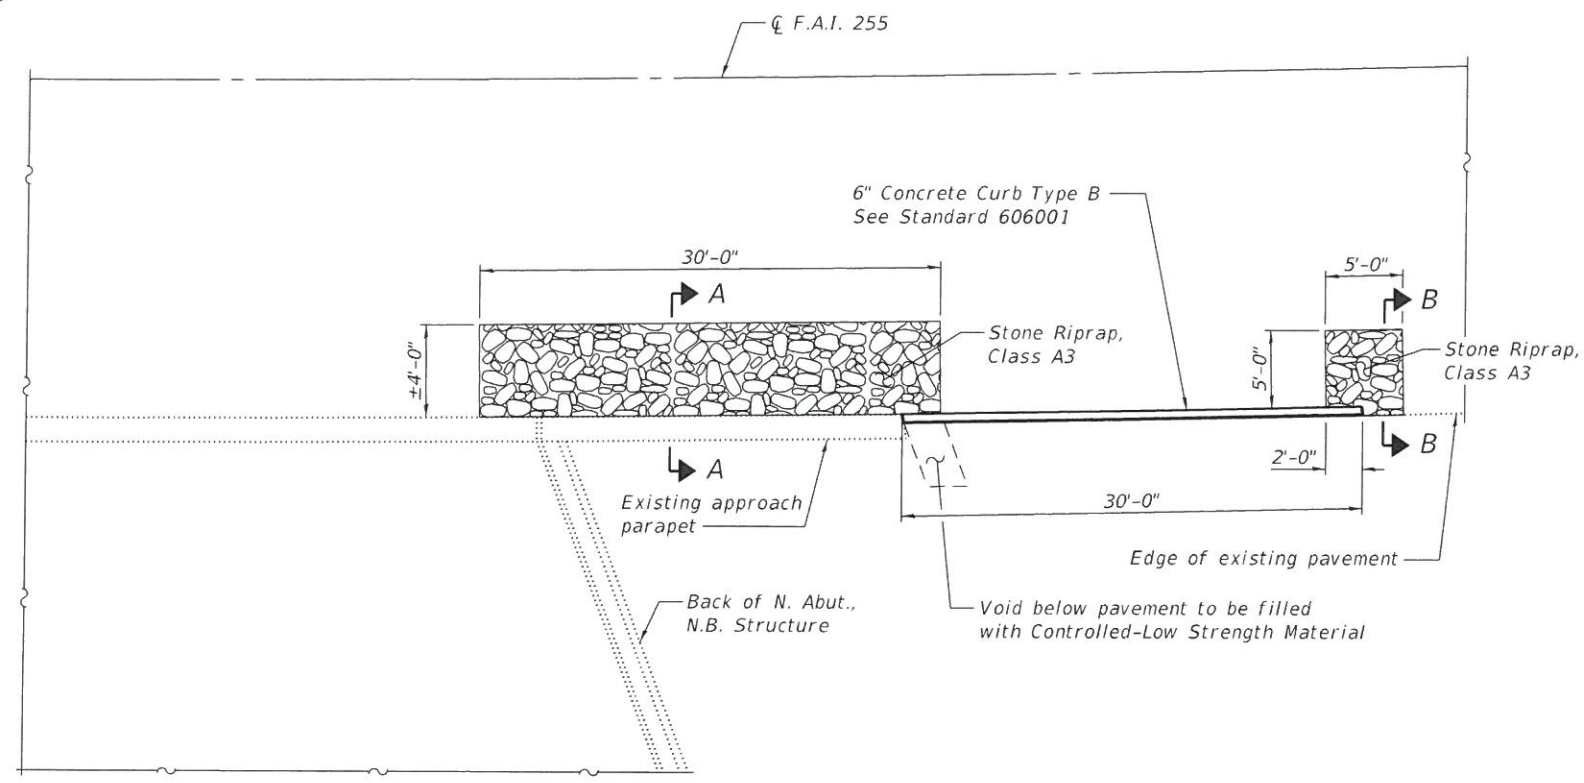 ℄ F.A.I. 255
6" Concrete Curb Type B
See Standard 606001
30'-0"
5'-0"
A
B
±4'-0"
Stone Riprap,
Class A3
5'-0"
Stone Riprap,
Class A3
A
B
2'-0"
Existing approach
parapet
30'-0"
Edge of existing pavement
Back of N. Abut.,
N.B. Structure
Void below pavement to be filled
with Controlled-Low Strength Material